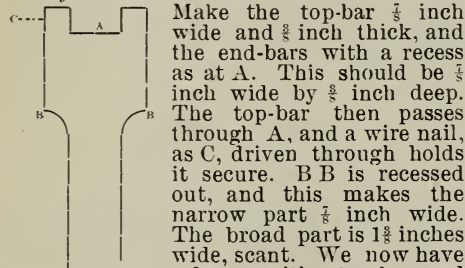 C
A
B
B
Make the top-bar ⅞ inch
wide and ⅜ inch thick, and
the end-bars with a recess
as at A. This should be ⅞
inch wide by ⅜ inch deep.
The top-bar then passes
through A, and a wire nail,
as C, driven through holds
it secure. B B is recessed
out, and this makes the
narrow part ⅞ inch wide.
The broad part is 1⅜ inches
wide, scant. We now have